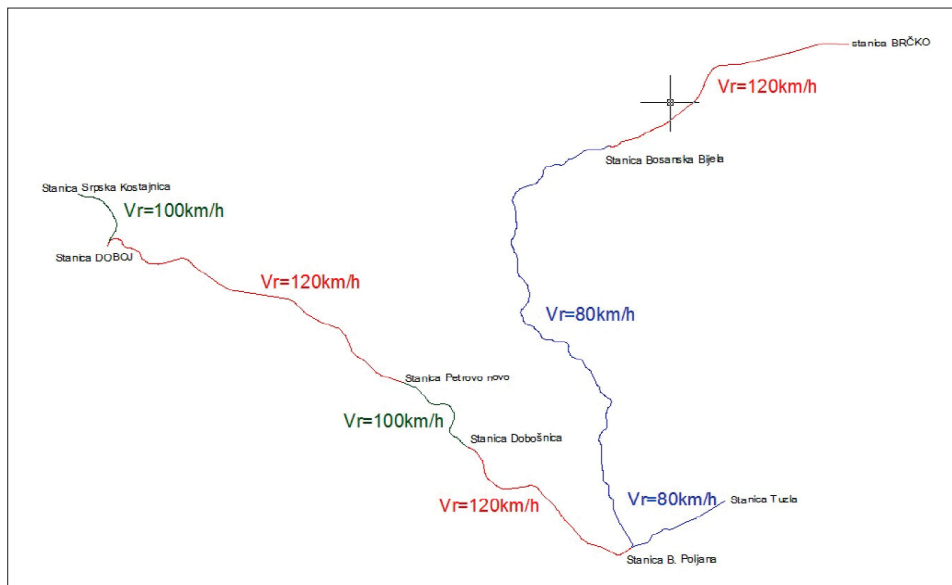 stanica BRČKO
Vr=120km/h
Stanica Bosanska Bijela
Stanica Srpska Kostajnica
Vr=100km/h
Stanica DOBOJ
Vr=120km/h
Vr=80km/h
Stanica Petrovo novo
Vr=100km/h
Stanica Dobošnica
Vr=120km/h
Vr=80km/h
Stanica Tuzla
Stanica B. Poljana